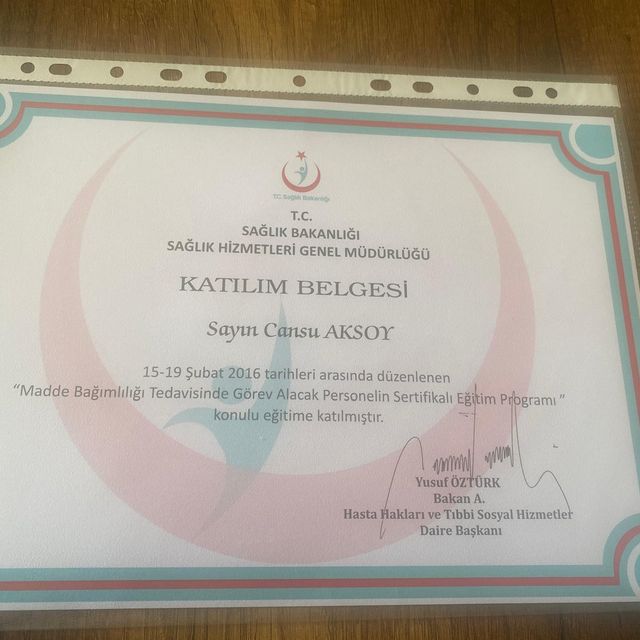 T.C. Sağlık Bakanlığı
T.C.
SAĞLIK BAKANLIĞI
SAĞLIK HİZMETLERİ GENEL MÜDÜRLÜĞÜ
KATILIM BELGESİ
Sayın Cansu AKSOY
15-19 Şubat 2016 tarihleri arasında düzenlenen
“Madde Bağımlılığı Tedavisinde Görev Alacak Personelin Sertifikalı Eğitim Programı ”
konulu eğitime katılmıştır.
Yusuf ÖZTÜRK
Bakan A.
Hasta Hakları ve Tıbbi Sosyal Hizmetler
Daire Başkanı